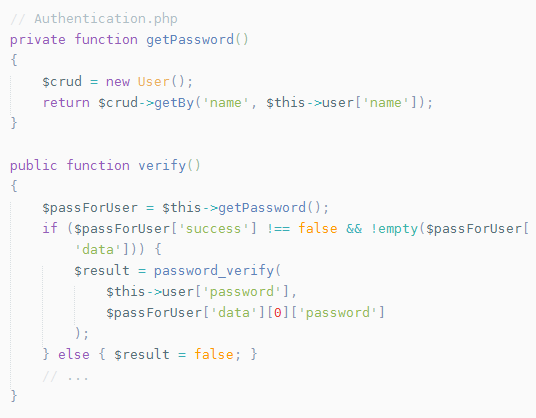 // Authentication.php
private function getPassword()
{
    $crud = new User();
    return $crud->getBy('name', $this->user['name']);
}

public function verify()
{
    $passForUser = $this->getPassword();
    if ($passForUser['success'] !== false && !empty($passForUser[
        'data'])) {
        $result = password_verify(
            $this->user['password'],
            $passForUser['data'][0]['password']
        );
    } else { $result = false; }
    // ...
}